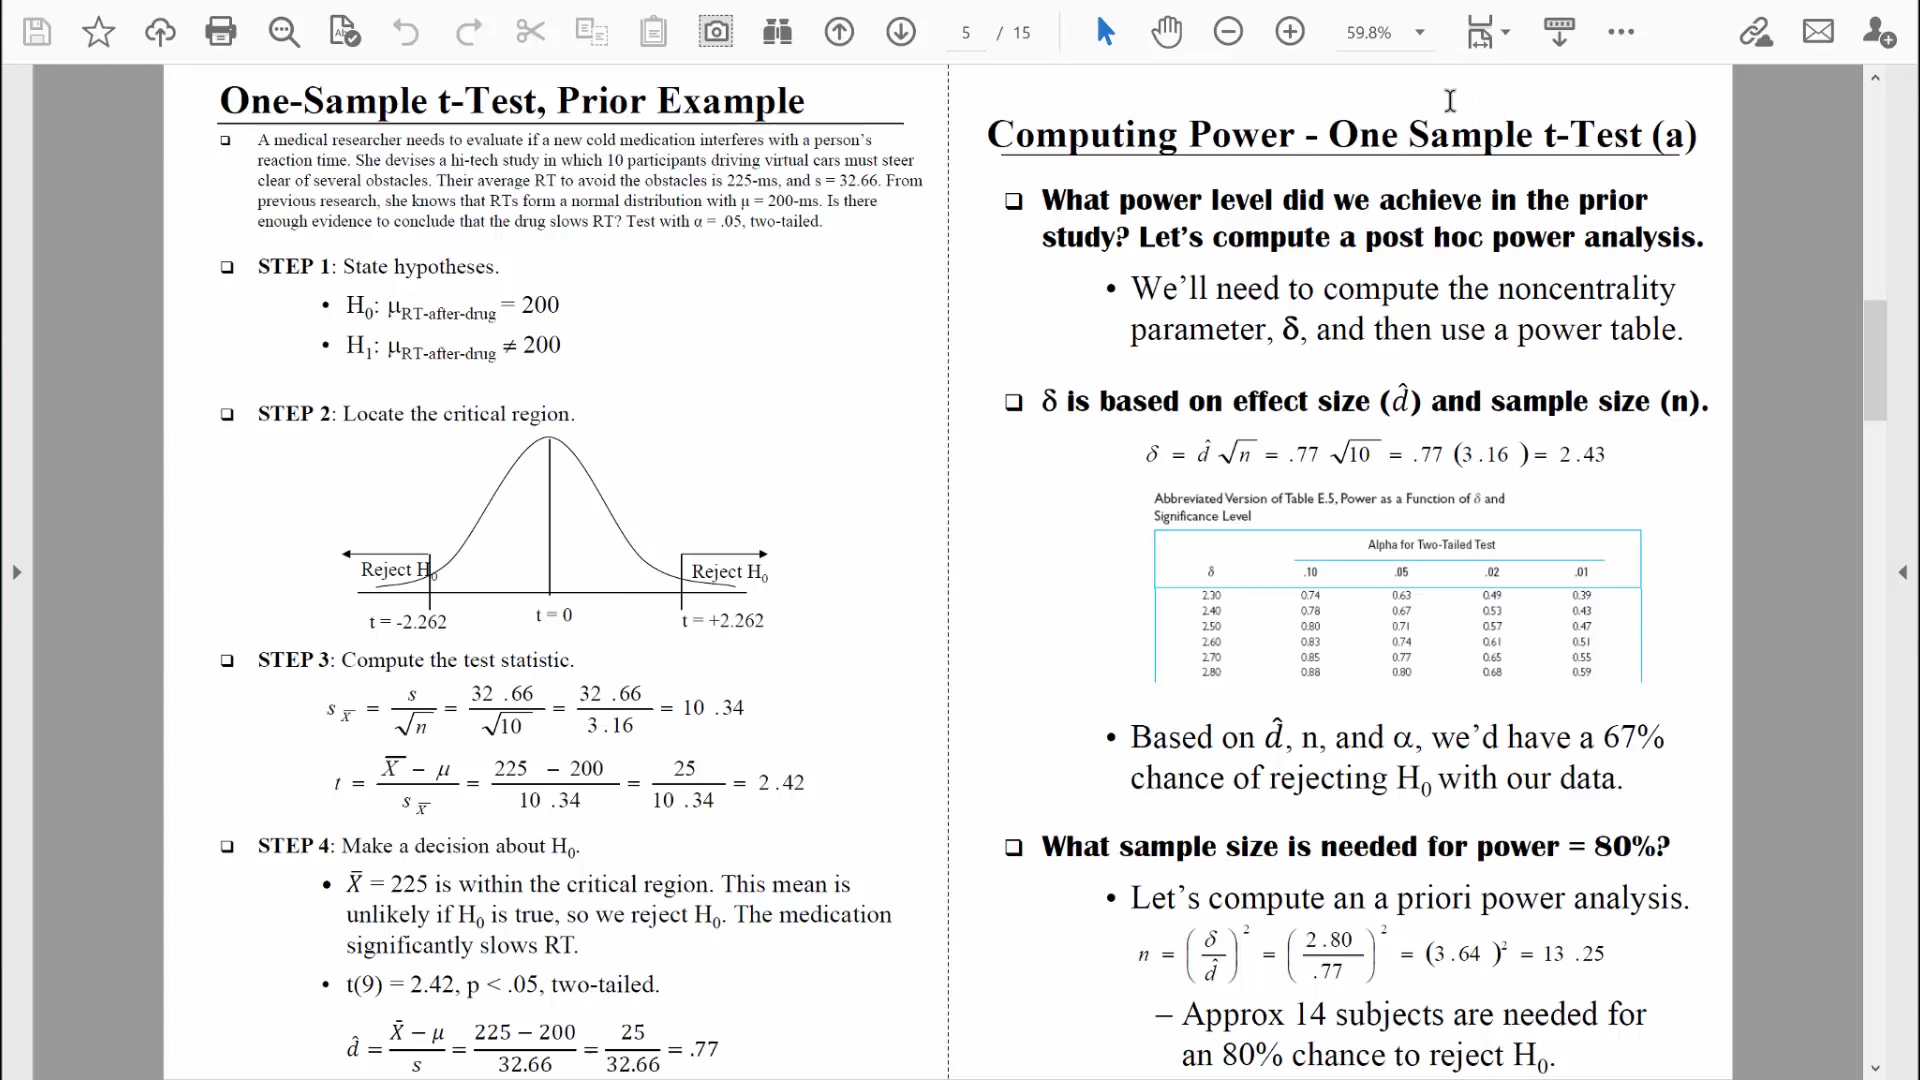 5 / 15 59.8%
One-Sample t-Test, Prior Example
❑ A medical researcher needs to evaluate if a new cold medication interferes with a person’s
reaction time. She devises a hi-tech study in which 10 participants driving virtual cars must steer
clear of several obstacles. Their average RT to avoid the obstacles is 225-ms, and s = 32.66. From
previous research, she knows that RTs form a normal distribution with μ = 200-ms. Is there
enough evidence to conclude that the drug slows RT? Test with α = .05, two-tailed.
❑ STEP 1: State hypotheses.
• H₀: μRT-after-drug = 200
• H₁: μRT-after-drug ≠ 200
❑ STEP 2: Locate the critical region.
Reject H₀ Reject H₀
t = -2.262 t = 0 t = +2.262
❑ STEP 3: Compute the test statistic.
s_X̅ = s/√n = 32.66/√10 = 32.66/3.16 = 10.34
t = (X̅ − μ)/s_X̅ = (225 − 200)/10.34 = 25/10.34 = 2.42
❑ STEP 4: Make a decision about H₀.
• X̅ = 225 is within the critical region. This mean is
unlikely if H₀ is true, so we reject H₀. The medication
significantly slows RT.
• t(9) = 2.42, p < .05, two-tailed.
d̂ = (X̅ − μ)/s = (225 − 200)/32.66 = 25/32.66 = .77
Computing Power - One Sample t-Test (a)
❑ What power level did we achieve in the prior
study? Let’s compute a post hoc power analysis.
• We’ll need to compute the noncentrality
parameter, δ, and then use a power table.
❑ δ is based on effect size (d̂) and sample size (n).
δ = d̂ √n = .77 √10 = .77 (3.16) = 2.43
Abbreviated Version of Table E.5, Power as a Function of δ and
Significance Level
Alpha for Two-Tailed Test
δ .10 .05 .02 .01
2.30 0.74 0.63 0.49 0.39
2.40 0.78 0.67 0.53 0.43
2.50 0.80 0.71 0.57 0.47
2.60 0.83 0.74 0.61 0.51
2.70 0.85 0.77 0.65 0.55
2.80 0.88 0.80 0.68 0.59
• Based on d̂, n, and α, we’d have a 67%
chance of rejecting H₀ with our data.
❑ What sample size is needed for power = 80%?
• Let’s compute an a priori power analysis.
n = (δ/d̂)² = (2.80/.77)² = (3.64)² = 13.25
– Approx 14 subjects are needed for
an 80% chance to reject H₀.